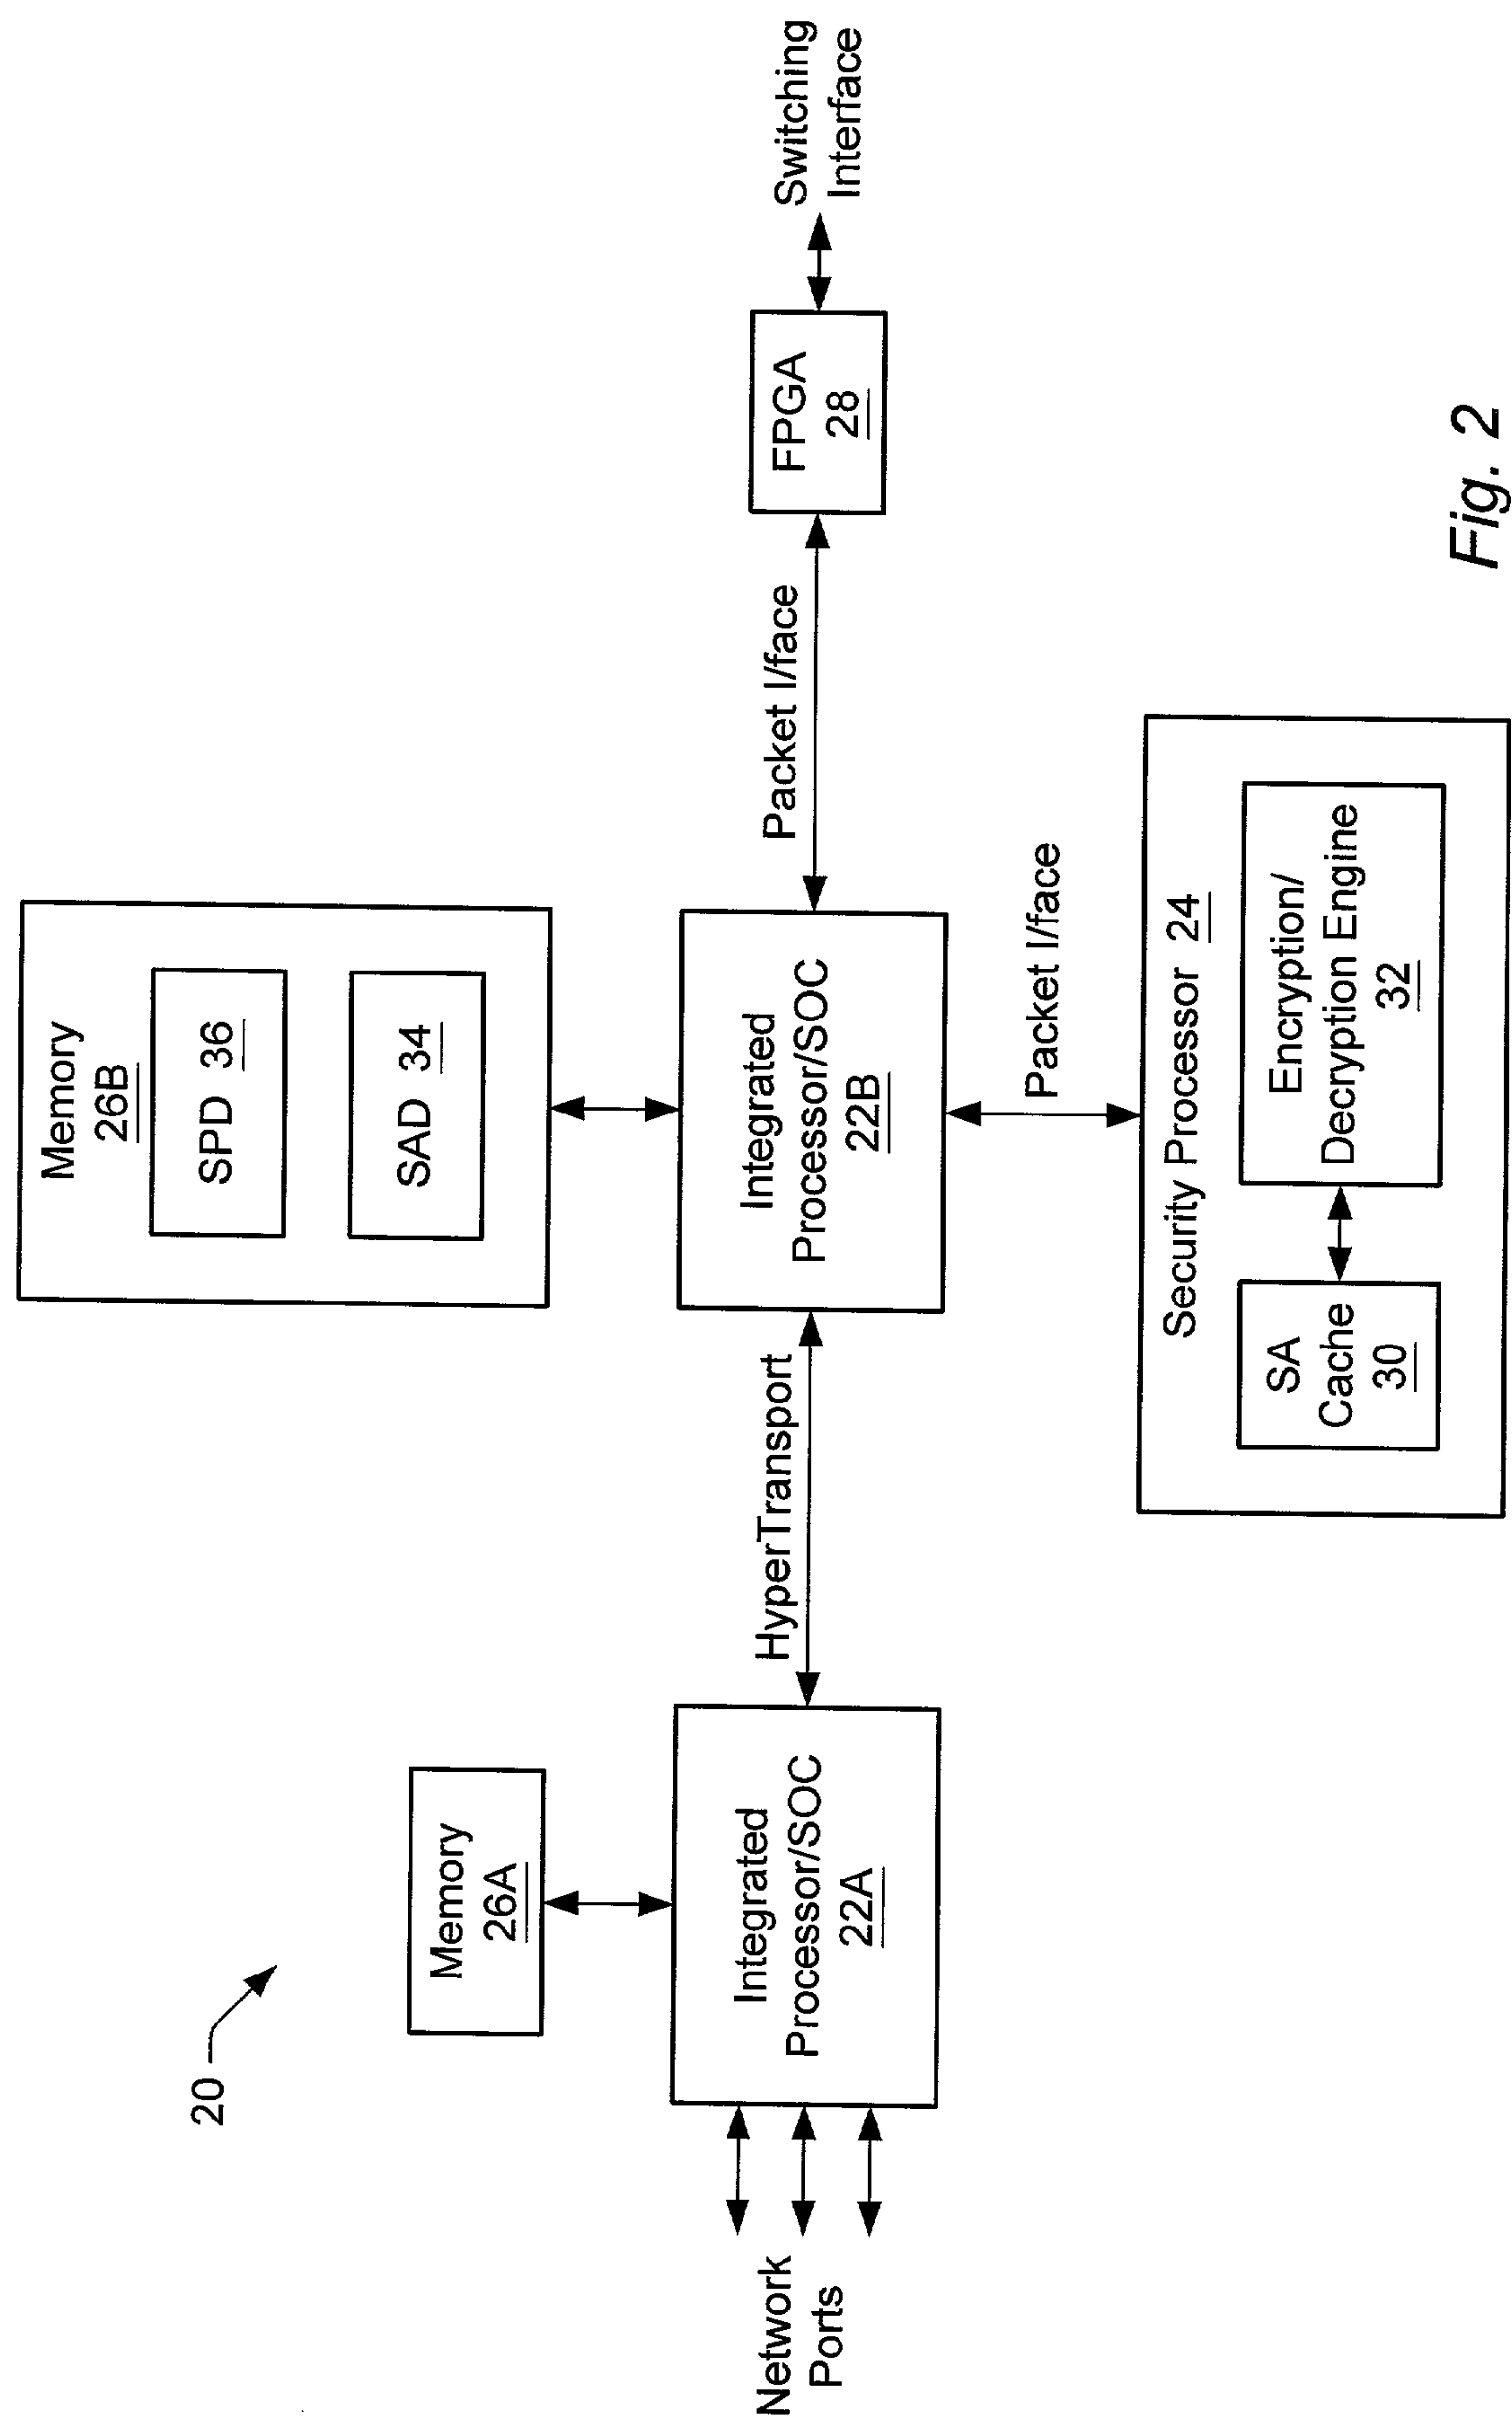 20
Memory
26B
SPD 36
SAD 34
Memory
26A
Network
Ports
Integrated
Processor/SOC
22A
HyperTransport
Integrated
Processor/SOC
22B
Packet I/face
FPGA
28
Switching
Interface
Packet I/face
Security Processor 24
SA
Cache
30
Encryption/
Decryption Engine
32
Fig. 2